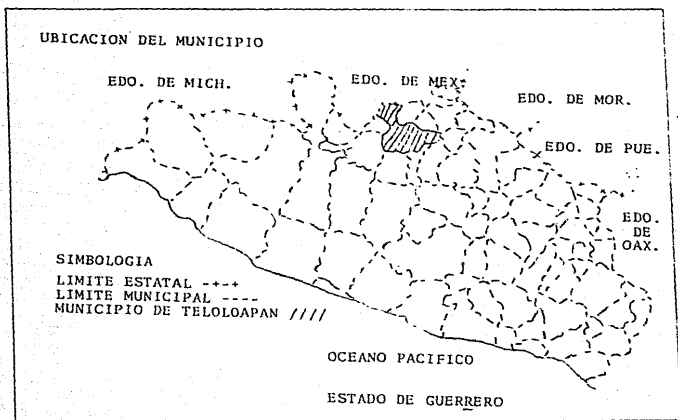 UBICACION DEL MUNICIPIO
EDO. DE MICH.
EDO. DE MEX.
EDO. DE MOR.
EDO. DE PUE.
EDO.
DE
OAX.
SIMBOLOGIA
LIMITE ESTATAL -+-+
LIMITE MUNICIPAL ----
MUNICIPIO DE TELOLOAPAN ////
OCEANO PACIFICO
ESTADO DE GUERRERO